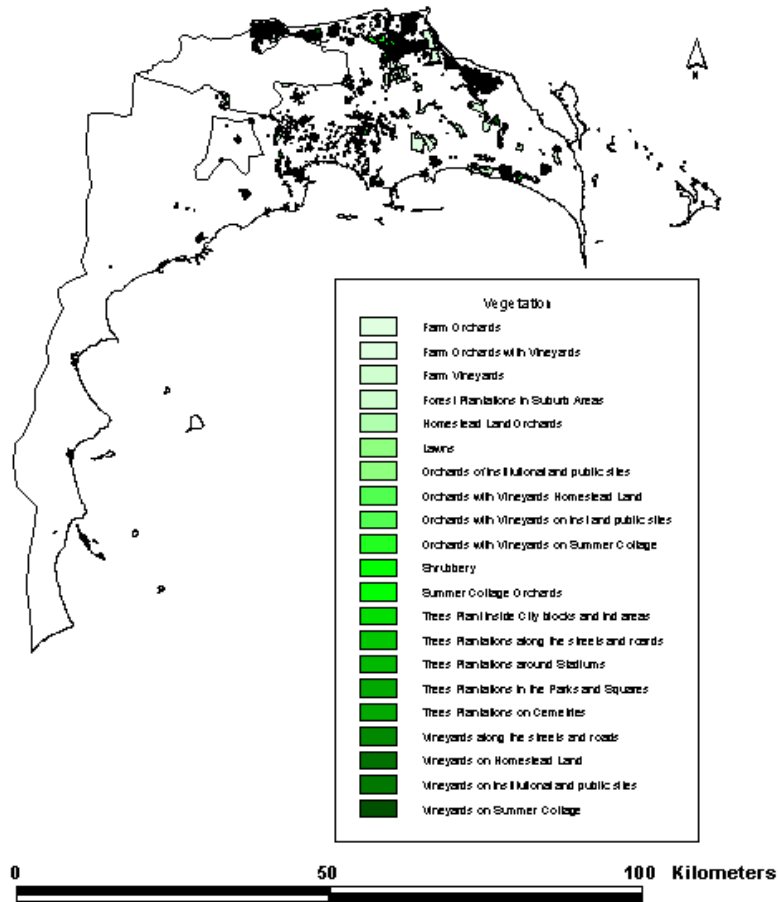 N
Vegetation
Farm Orchards
Farm Orchards with Vineyards
Farm Vineyards
Forest Plantations in Suburb Areas
Homestead Land Orchards
Lawns
Orchards of institutional and public sites
Orchards with Vineyards Homestead Land
Orchards with Vineyards on inst and public sites
Orchards with Vineyards on Summer Collage
Shrubbery
Summer Collage Orchards
Trees Plant inside City blocks and ind areas
Trees Plantations along the streets and roards
Trees Plantations around Stadiums
Trees Plantations in the Parks and Squares
Trees Plantations on Cemetries
Vineyards along the streets and roads
Vineyards on Homestead Land
Vineyards on institutional and public sites
Vineyards on Summer Collage
0 50 100 Kilometers